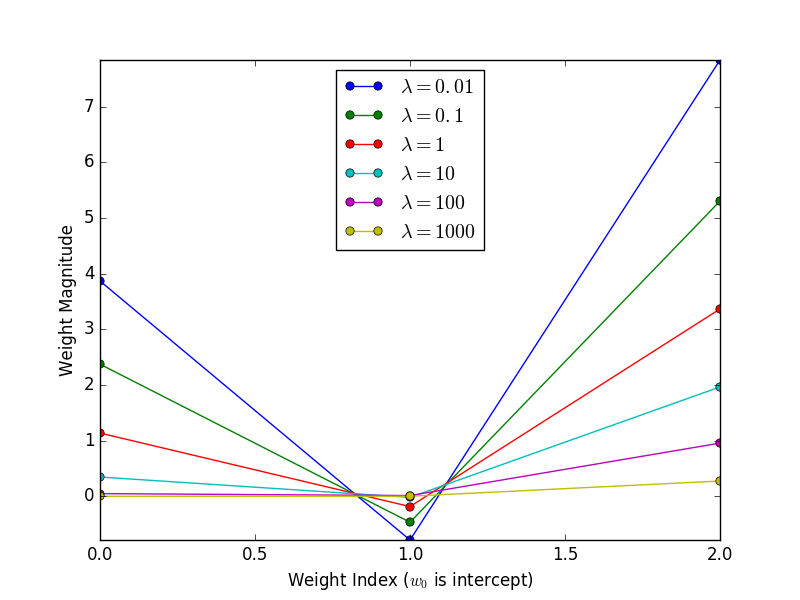 λ = 0.01
λ = 0.1
λ = 1
λ = 10
λ = 100
λ = 1000
7
6
5
4
3
2
1
0
Weight Magnitude
0.0 0.5 1.0 1.5 2.0
Weight Index (w₀ is intercept)